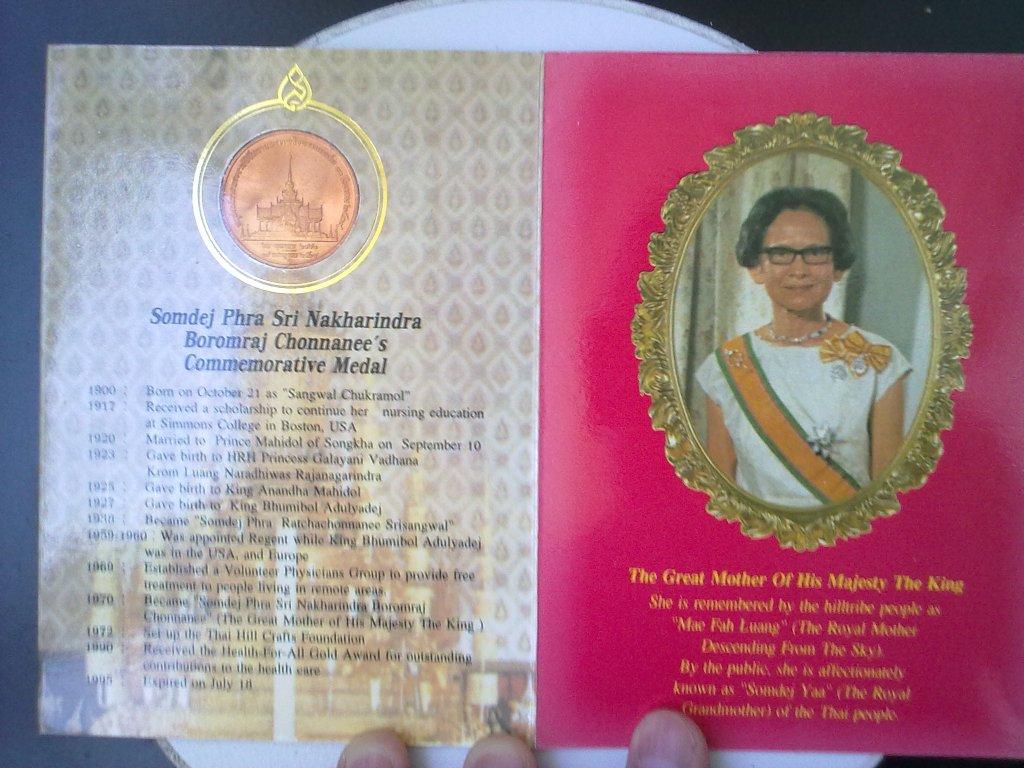 Somdej Phra Sri Nakharindra
Boromraj Chonnanee's
Commemorative Medal
1900 : Born on October 21 as "Sangwal Chukramol"
1917 : Received a scholarship to continue her nursing education
at Simmons College in Boston, USA
1920 : Married to Prince Mahidol of Songkha on September 10
1923 : Gave birth to HRH Princess Galayani Vadhana
Krom Luang Naradhiwas Rajanagarindra
1925 : Gave birth to King Anandha Mahidol
1927 : Gave birth to King Bhumibol Adulyadej
1938 : Became "Somdej Phra Ratchachonnanee Srisangwal"
1959-1960 : Was appointed Regent while King Bhumibol Adulyadej
was in the USA, and Europe
1969 : Established a Volunteer Physicians Group to provide free
treatment to people living in remote areas.
1970 : Became "Somdej Phra Sri Nakharindra Boromraj
Chonnanee" (The Great Mother of His Majesty The King )
1972 : Set up the Thai Hill Crafts Foundation
1990 : Received the Health-For-All Gold Award for outstanding
contributions to the health care
1995 : Expired on July 18
The Great Mother Of His Majesty The King
She is remembered by the hilltribe people as
"Mae Fah Luang" (The Royal Mother
Descending From The Sky).
By the public, she is affectionately
known as "Somdej Yaa" (The Royal
Grandmother) of the Thai people.